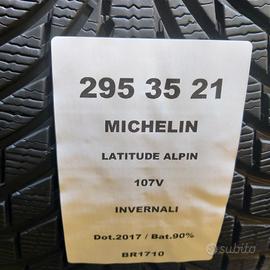 295 35 21
MICHELIN
LATITUDE ALPIN
107V
INVERNALI
Dot.2017 / Bat.90%
BR1710
subito